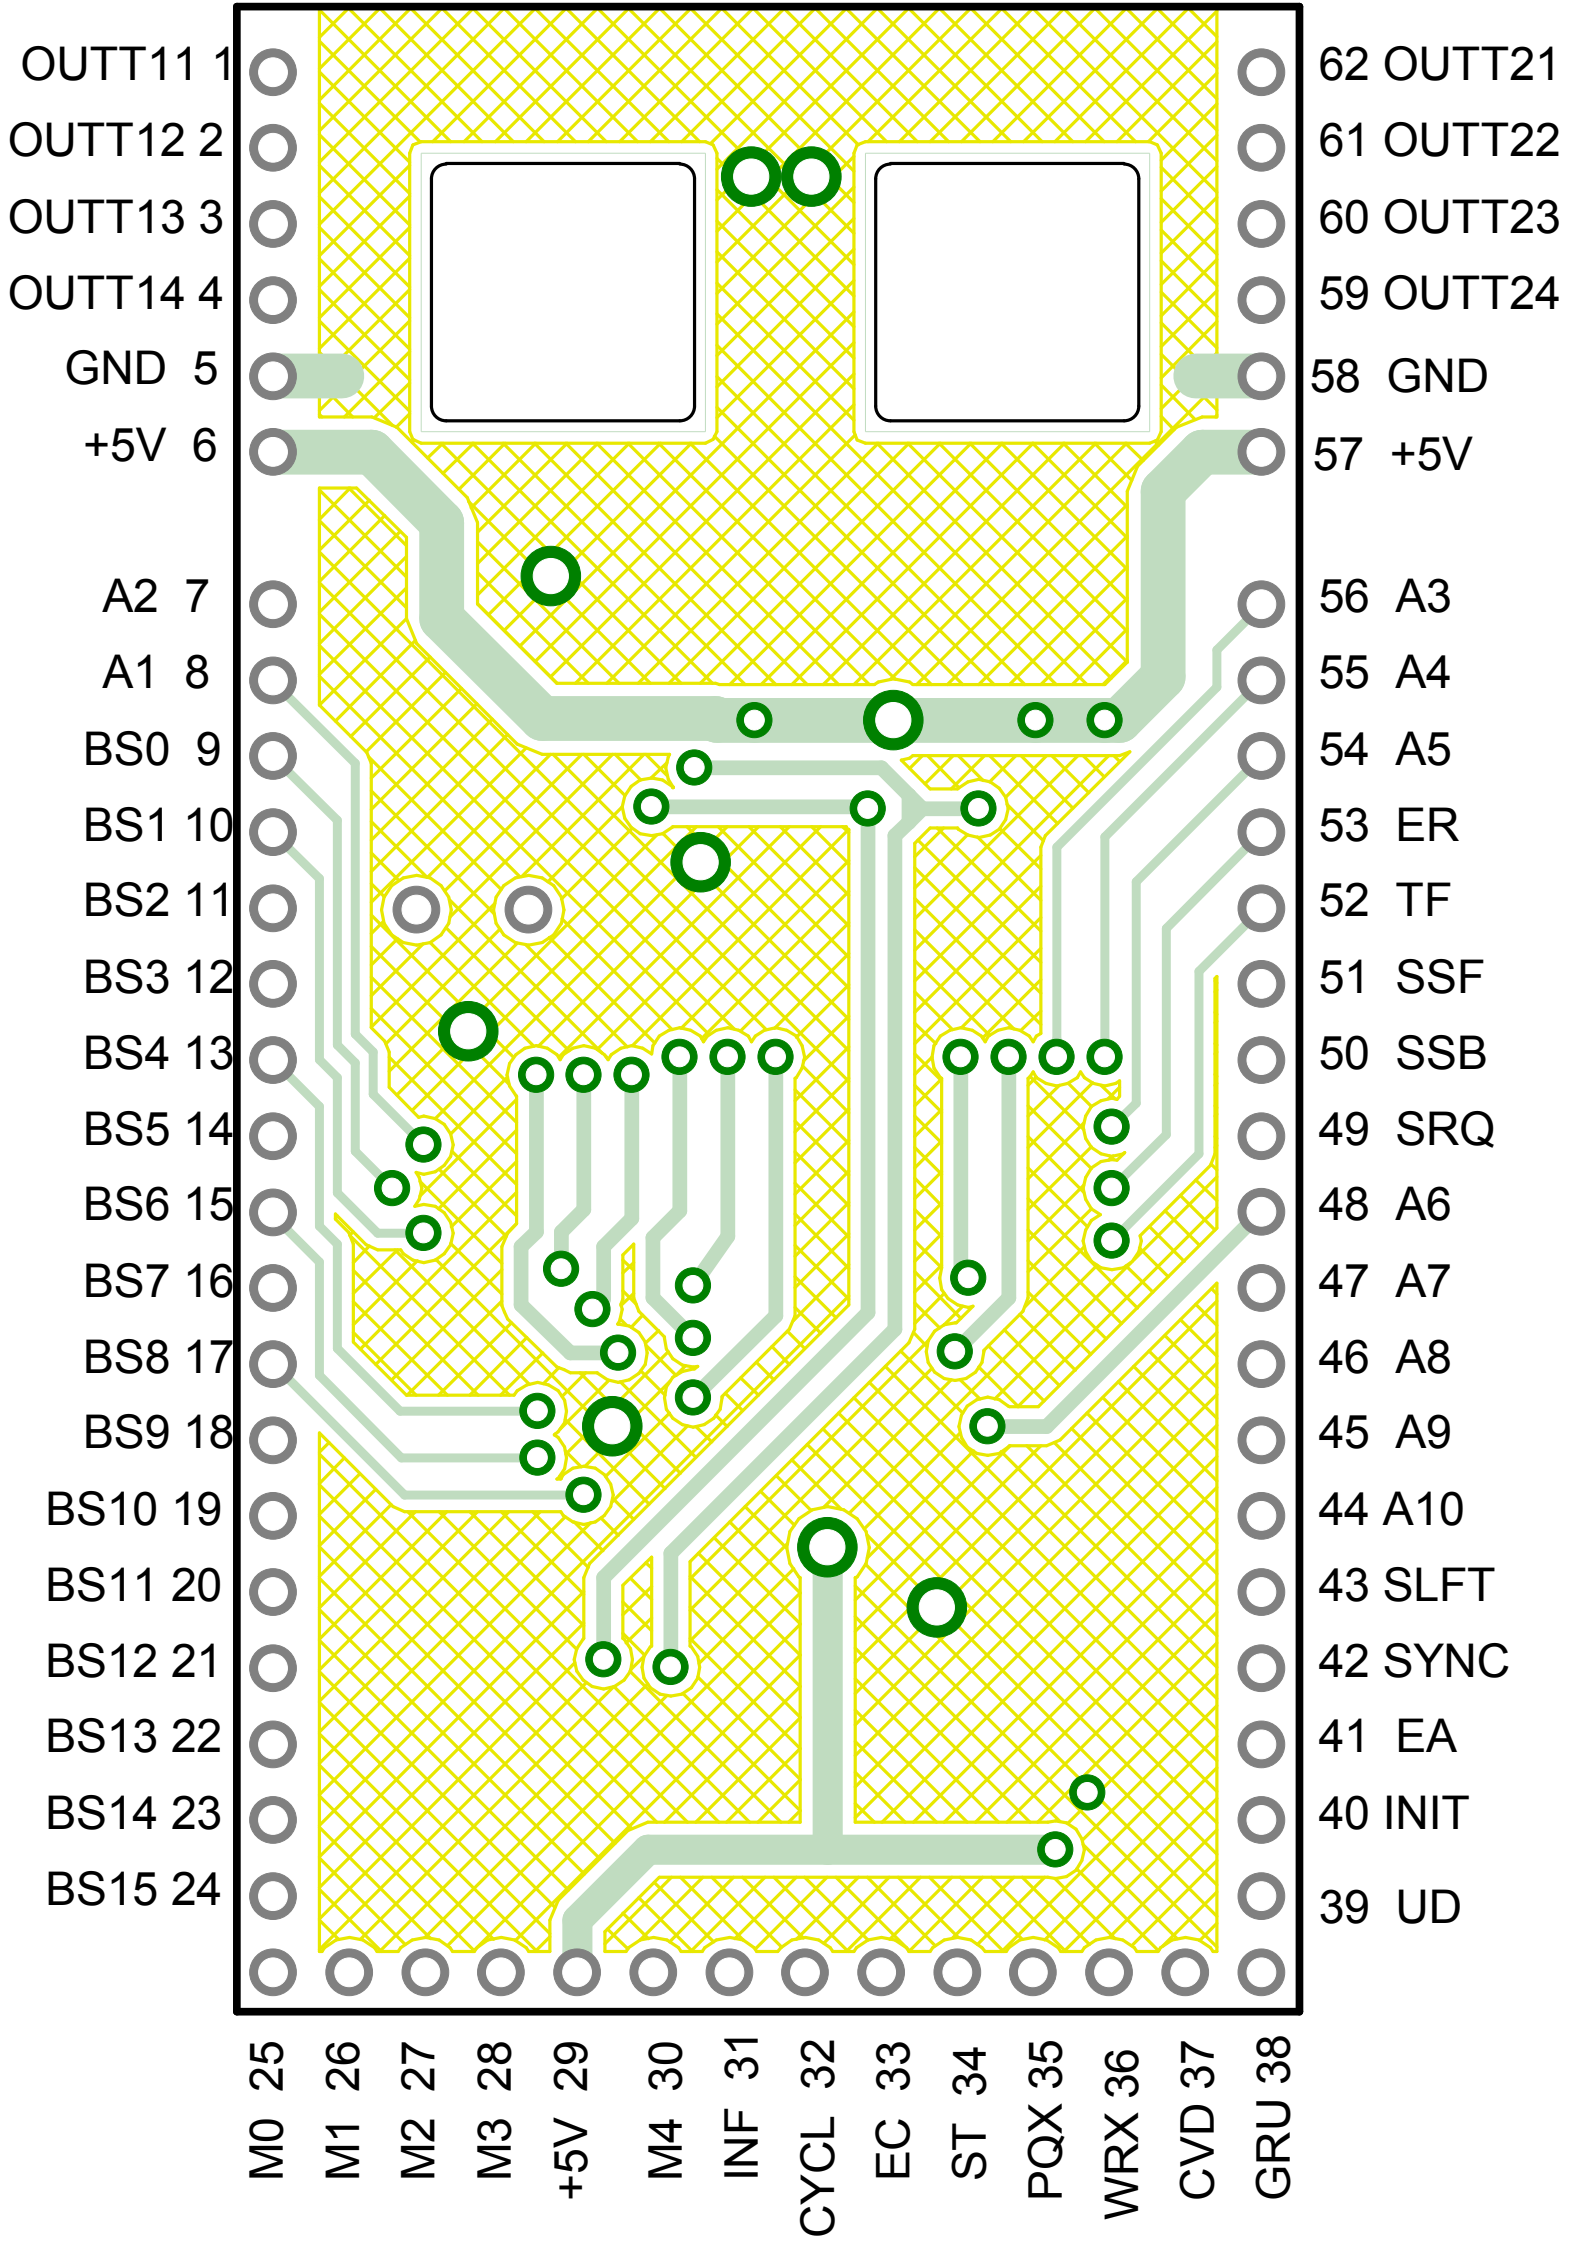 OUTT11 1
OUTT12 2
OUTT13 3
OUTT14 4
GND 5
+5V 6
A2 7
A1 8
BS0 9
BS1 10
BS2 11
BS3 12
BS4 13
BS5 14
BS6 15
BS7 16
BS8 17
BS9 18
BS10 19
BS11 20
BS12 21
BS13 22
BS14 23
BS15 24
62 OUTT21
61 OUTT22
60 OUTT23
59 OUTT24
58 GND
57 +5V
56 A3
55 A4
54 A5
53 ER
52 TF
51 SSF
50 SSB
49 SRQ
48 A6
47 A7
46 A8
45 A9
44 A10
43 SLFT
42 SYNC
41 EA
40 INIT
39 UD
M0 25
M1 26
M2 27
M3 28
+5V 29
M4 30
INF 31
CYCL 32
EC 33
ST 34
PQX 35
WRX 36
CVD 37
GRU 38